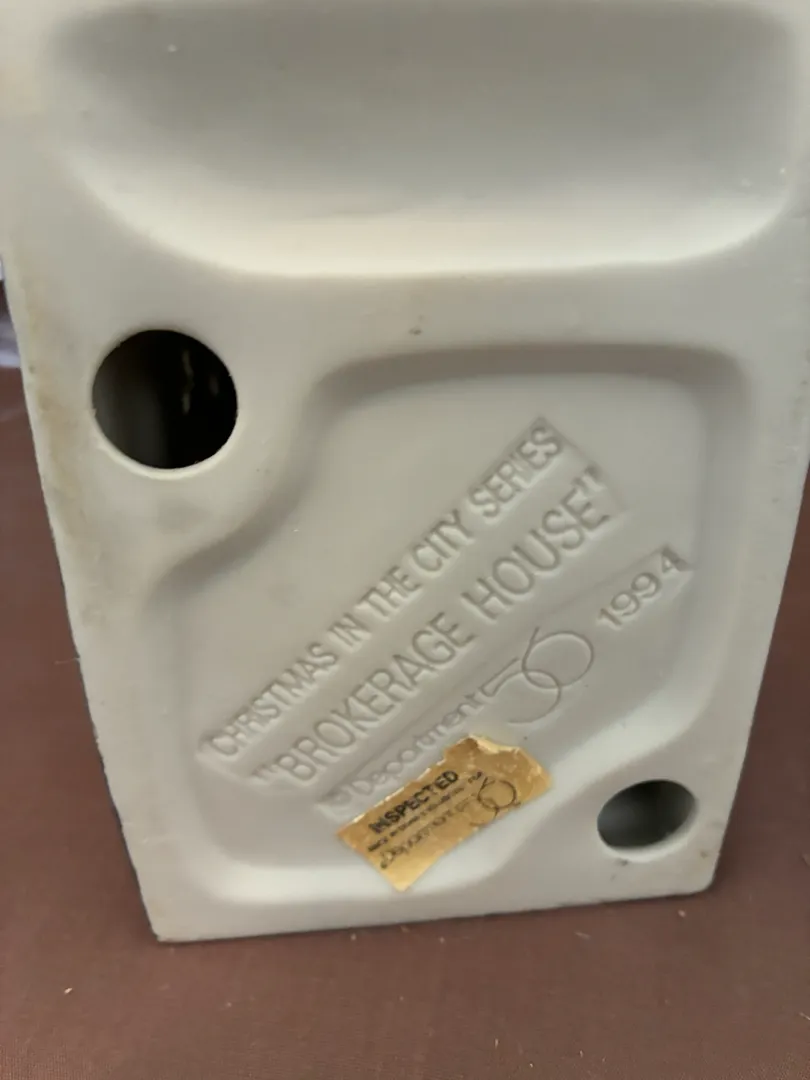 CHRISTMAS IN THE CITY SERIES
"BROKERAGE HOUSE"
© Department 56 1994
INSPECTED
Department 56